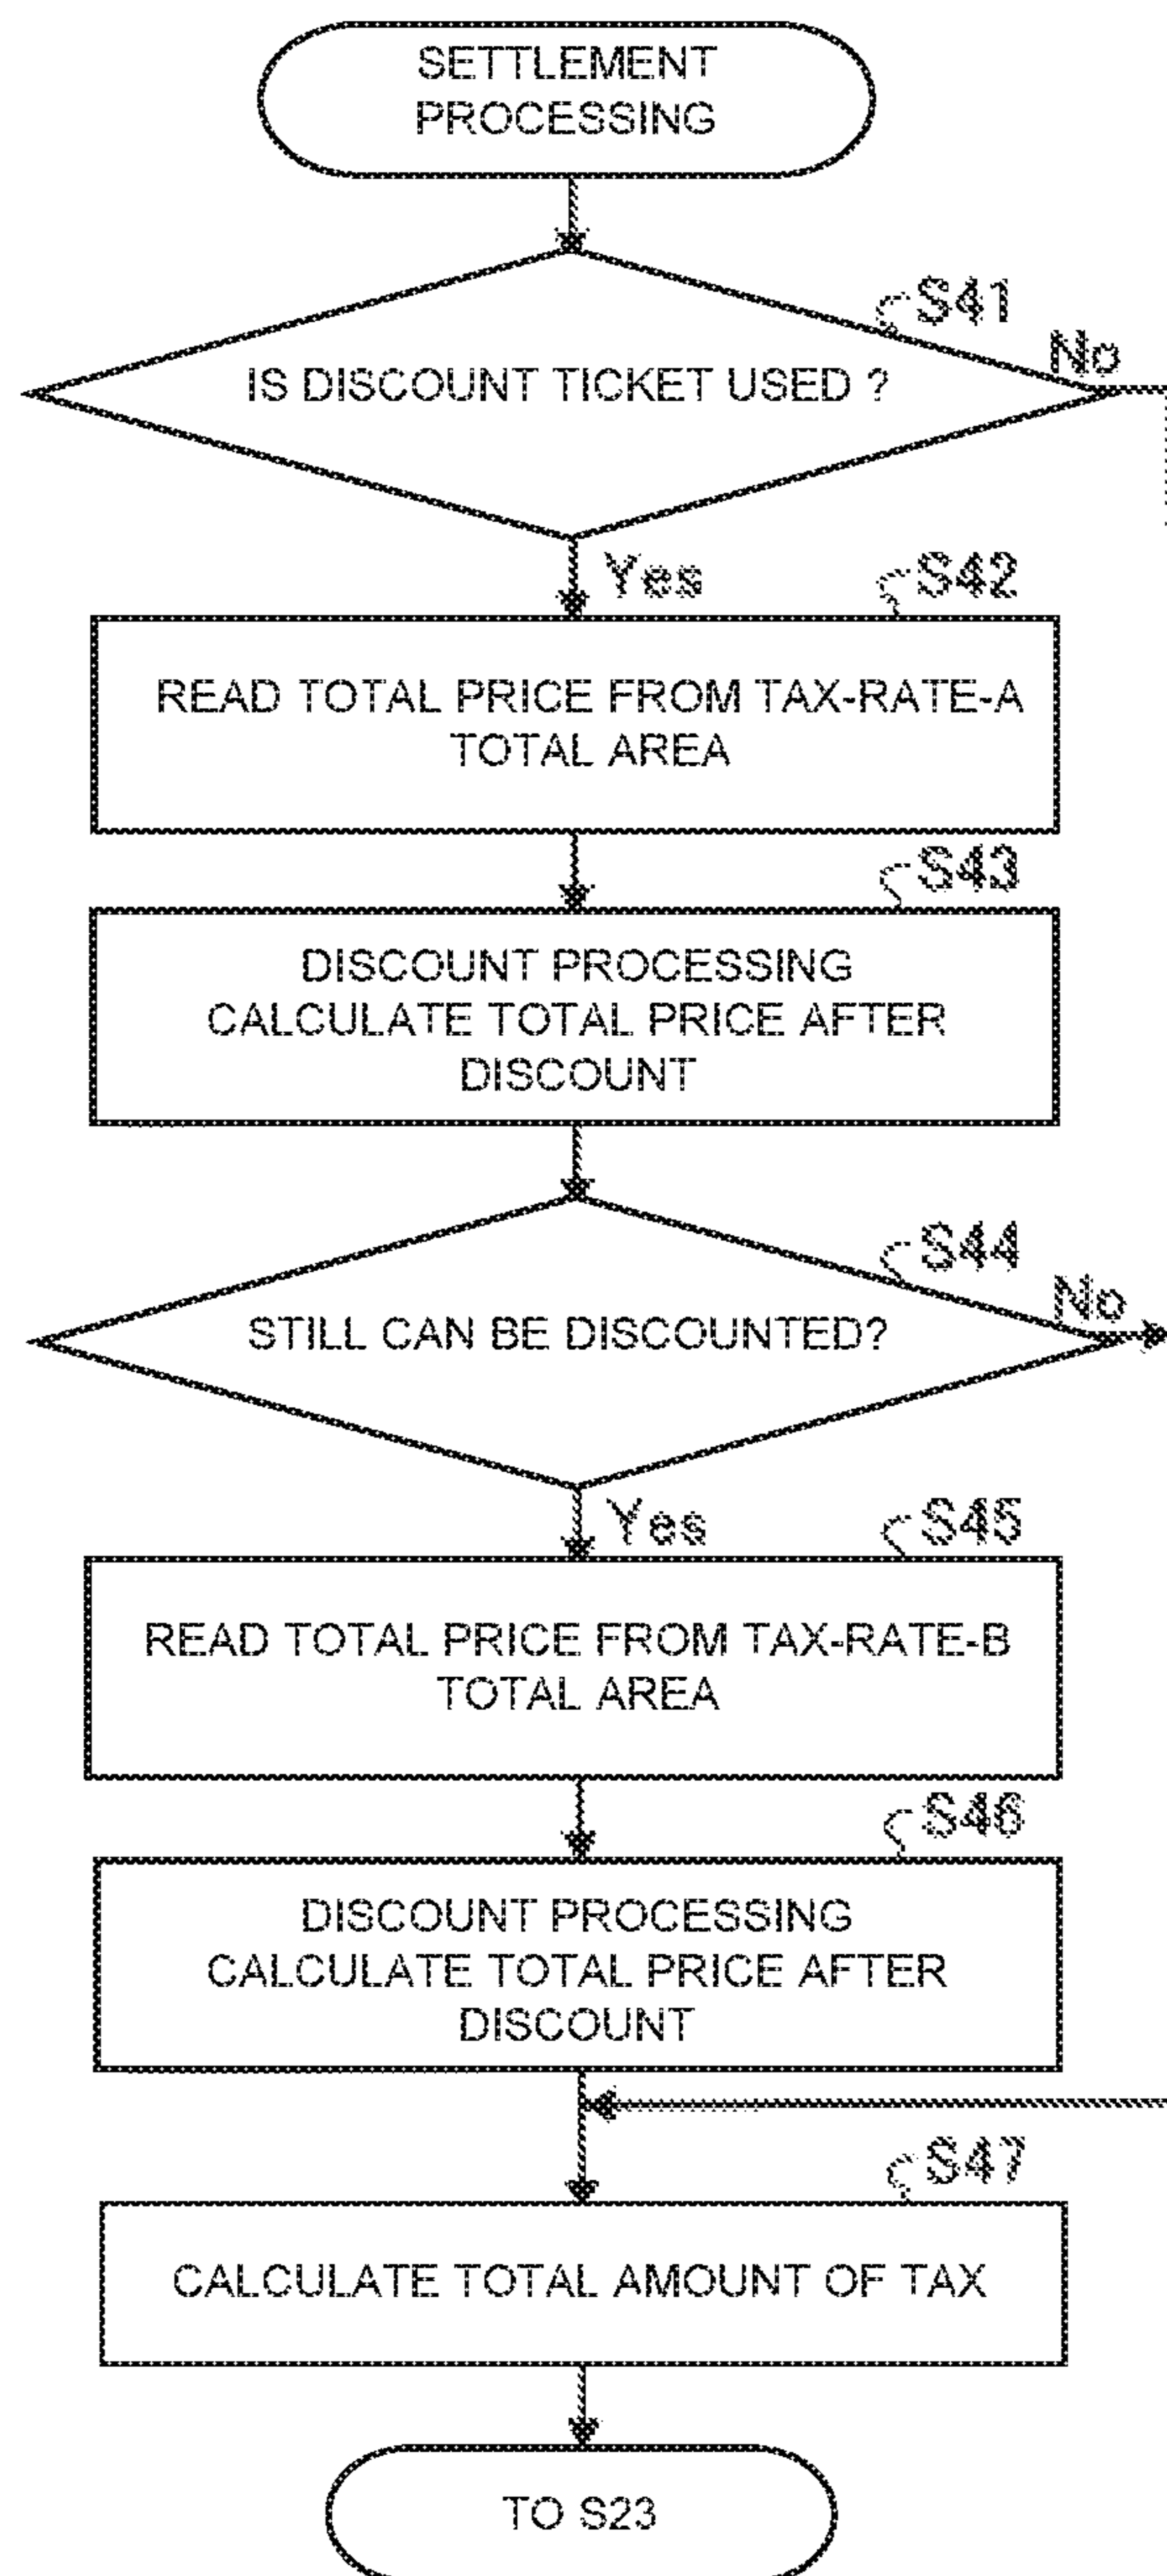 SETTLEMENT
PROCESSING
S41
No
IS DISCOUNT TICKET USED ?
Yes
S42
READ TOTAL PRICE FROM TAX-RATE-A
TOTAL AREA
S43
DISCOUNT PROCESSING
CALCULATE TOTAL PRICE AFTER
DISCOUNT
S44
No
STILL CAN BE DISCOUNTED?
Yes
S45
READ TOTAL PRICE FROM TAX-RATE-B
TOTAL AREA
S46
DISCOUNT PROCESSING
CALCULATE TOTAL PRICE AFTER
DISCOUNT
S47
CALCULATE TOTAL AMOUNT OF TAX
TO S23